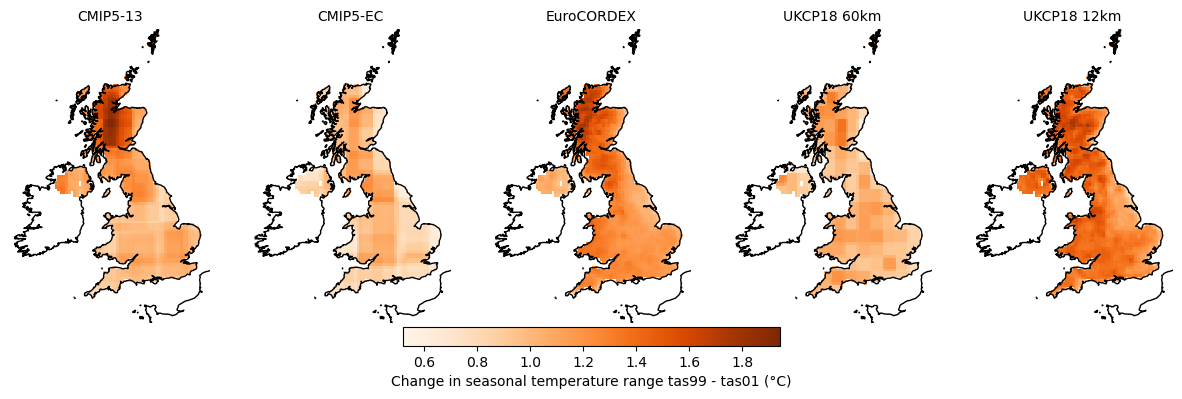 CMIP5-13
CMIP5-EC
EuroCORDEX
UKCP18 60km
UKCP18 12km
0.6 0.8 1.0 1.2 1.4 1.6 1.8
Change in seasonal temperature range tas99 - tas01 (°C)